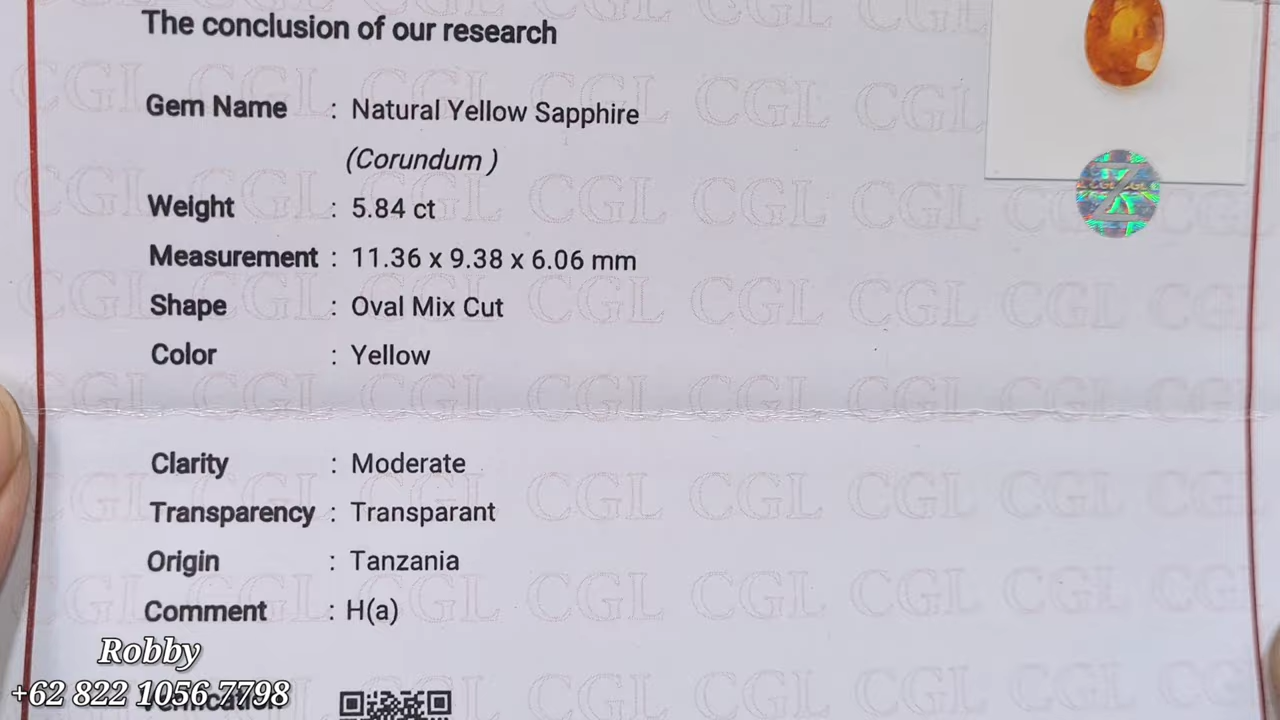 The conclusion of our research
Gem Name : Natural Yellow Sapphire
(Corundum )
Weight : 5.84 ct
Measurement : 11.36 x 9.38 x 6.06 mm
Shape : Oval Mix Cut
Color : Yellow
Clarity : Moderate
Transparency : Transparant
Origin : Tanzania
Comment : H(a)
Robby
+62 822 1056 7798
Verification